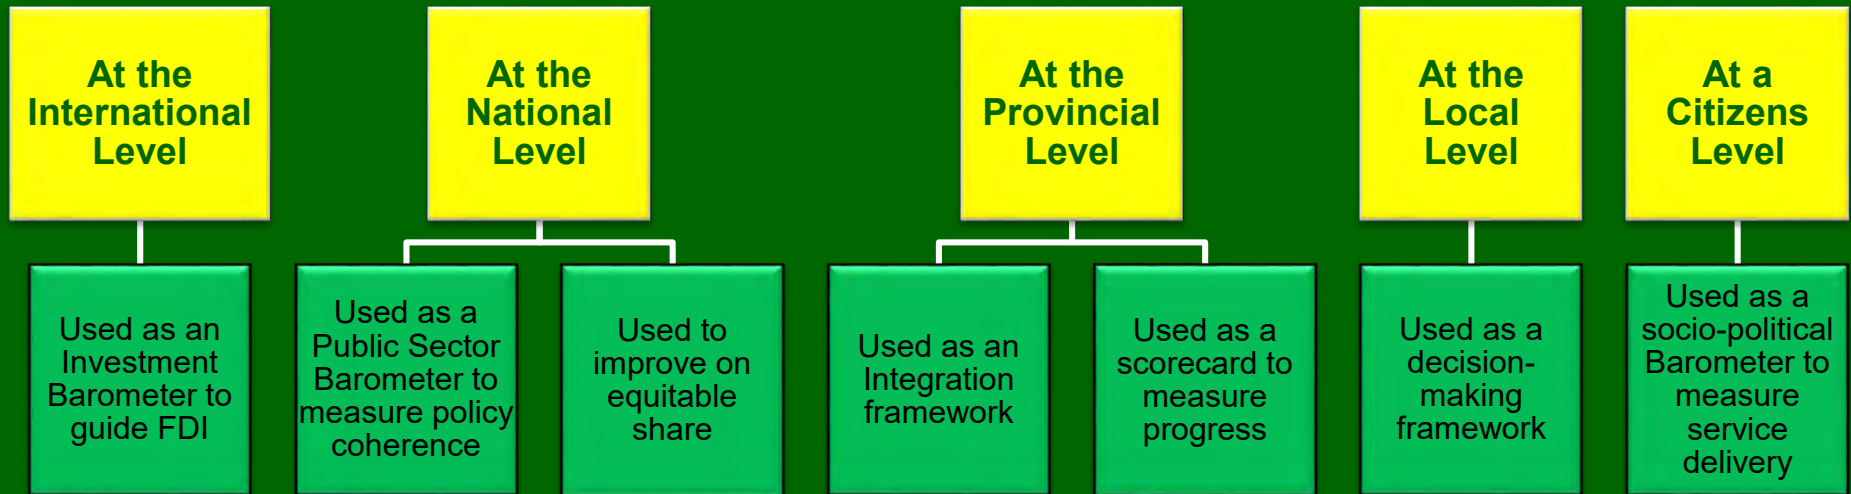 At the
International
Level
At the
National
Level
At the
Provincial
Level
At the
Local
Level
At a
Citizens
Level
Used as an
Investment
Barometer to
guide FDI
Used as a
Public Sector
Barometer to
measure policy
coherence
Used to
improve on
equitable
share
Used as an
Integration
framework
Used as a
scorecard to
measure
progress
Used as a
decision-
making
framework
Used as a
socio-political
Barometer to
measure
service
delivery